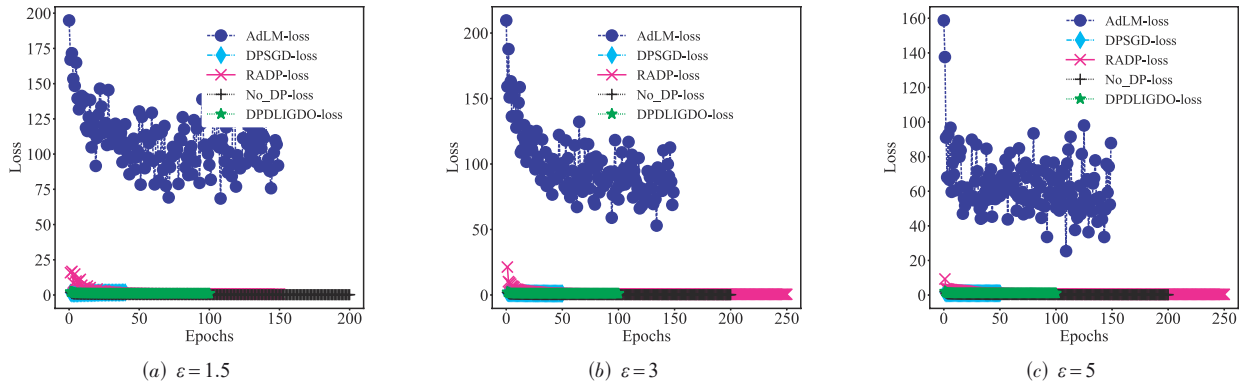 200
175
150
125
100
75
50
25
0
Loss
AdLM-loss
DPSGD-loss
RADP-loss
No_DP-loss
DPDLIGDO-loss
0 50 100 150 200
Epochs
(a) ε=1.5
200
150
100
50
0
Loss
AdLM-loss
DPSGD-loss
RADP-loss
No_DP-loss
DPDLIGDO-loss
0 50 100 150 200 250
Epochs
(b) ε=3
160
140
120
100
80
60
40
20
0
Loss
AdLM-loss
DPSGD-loss
RADP-loss
No_DP-loss
DPDLIGDO-loss
0 50 100 150 200 250
Epochs
(c) ε=5